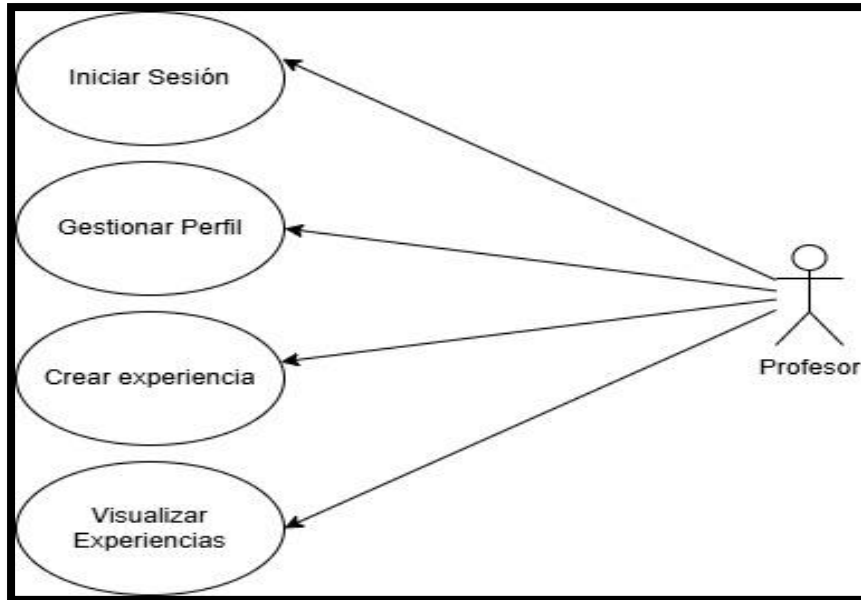 Iniciar Sesión
Gestionar Perfil
Crear experiencia
Profesor
Visualizar
Experiencias